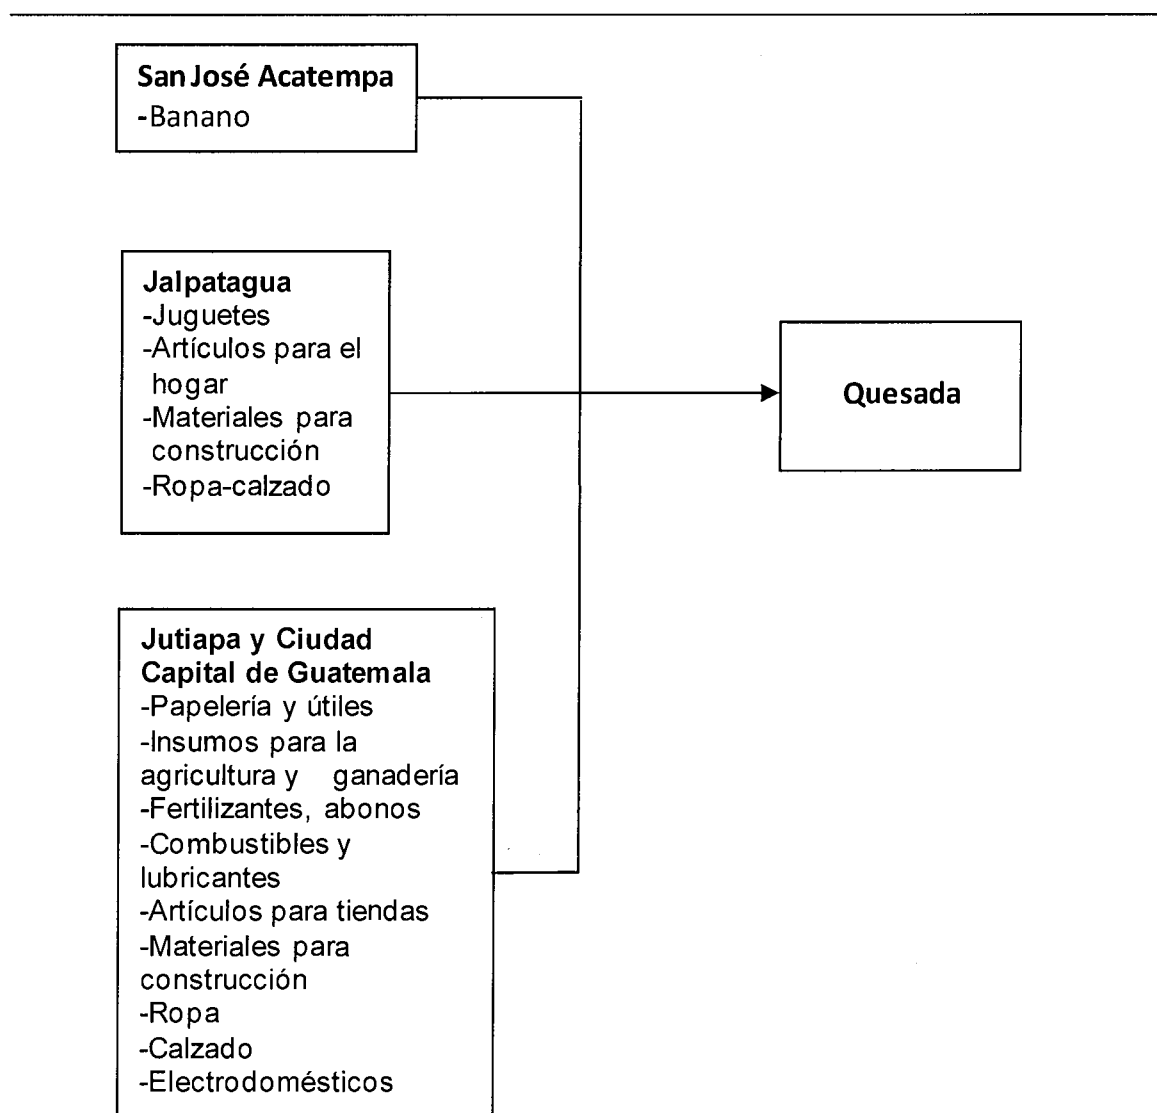 San José Acatempa
-Banano
Jalpatagua
-Juguetes
-Artículos para el
hogar
-Materiales para
construcción
-Ropa-calzado
Quesada
Jutiapa y Ciudad
Capital de Guatemala
-Papelería y útiles
-Insumos para la
agricultura y ganadería
-Fertilizantes, abonos
-Combustibles y
lubricantes
-Artículos para tiendas
-Materiales para
construcción
-Ropa
-Calzado
-Electrodomésticos